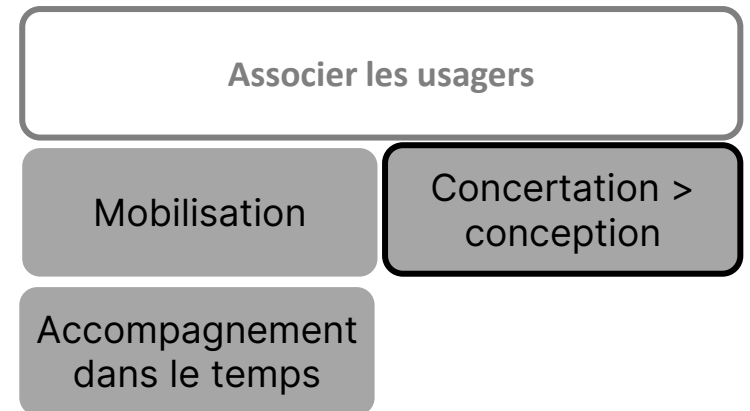 Associer les usagers
Mobilisation
Concertation >
conception
Accompagnement
dans le temps